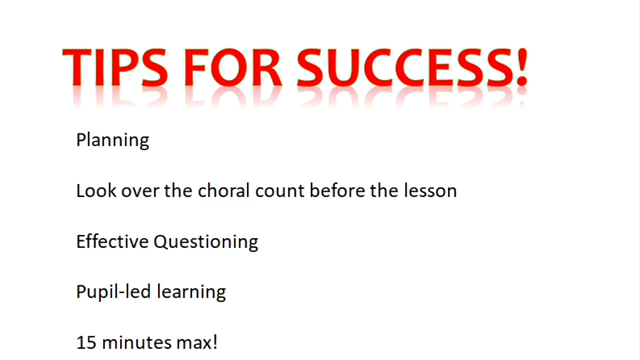 TIPS FOR SUCCESS!
Planning
Look over the choral count before the lesson
Effective Questioning
Pupil-led learning
15 minutes max!